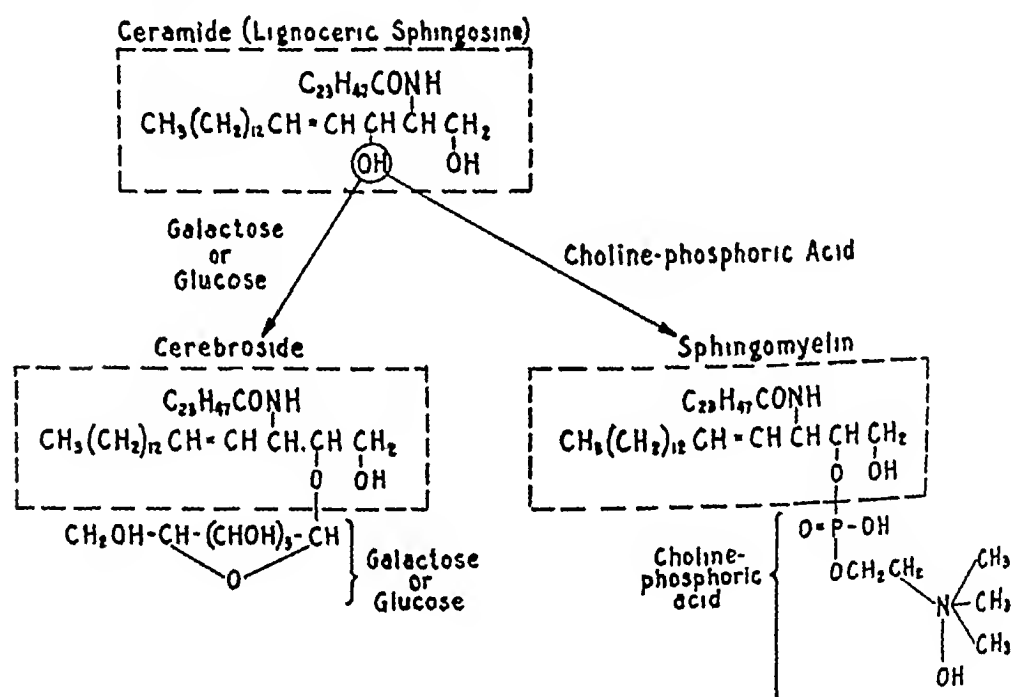 Ceramide (Lignoceric Sphingosine)
C₂₃H₄₇CONH
CH₃(CH₂)₁₂CH=CH CH CH CH₂
OH OH
Galactose
or
Glucose
Choline-phosphoric Acid
Cerebroside
C₂₃H₄₇CONH
CH₃(CH₂)₁₂CH=CH CH.CH CH₂
O OH
CH₂OH-CH-(CHOH)₃-CH
O
Galactose
or
Glucose
Sphingomyelin
C₂₃H₄₇CONH
CH₃(CH₂)₁₂CH=CH CH CH CH₂
O OH
O=P-OH
OCH₂CH₂
Choline-
phosphoric
acid
CH₃
N CH₃
CH₃
OH